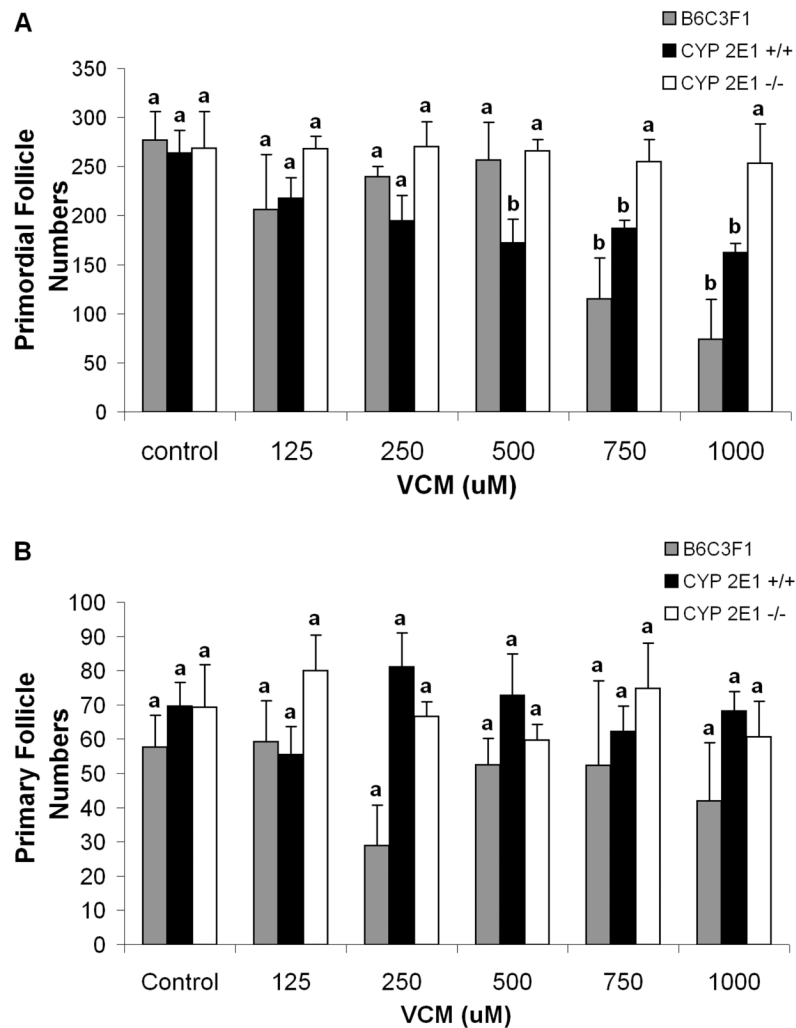 A
B6C3F1
CYP 2E1 +/+
CYP 2E1 -/-
Primordial Follicle
Numbers
350
300
250
200
150
100
50
0
a a a
a a a
a a a
a b a
b b a
b b a
control 125 250 500 750 1000
VCM (uM)
B
B6C3F1
CYP 2E1 +/+
CYP 2E1 -/-
Primary Follicle
Numbers
100
90
80
70
60
50
40
30
20
10
0
a a a
a a a
a a a
a a a
a a a
a a a
Control 125 250 500 750 1000
VCM (uM)